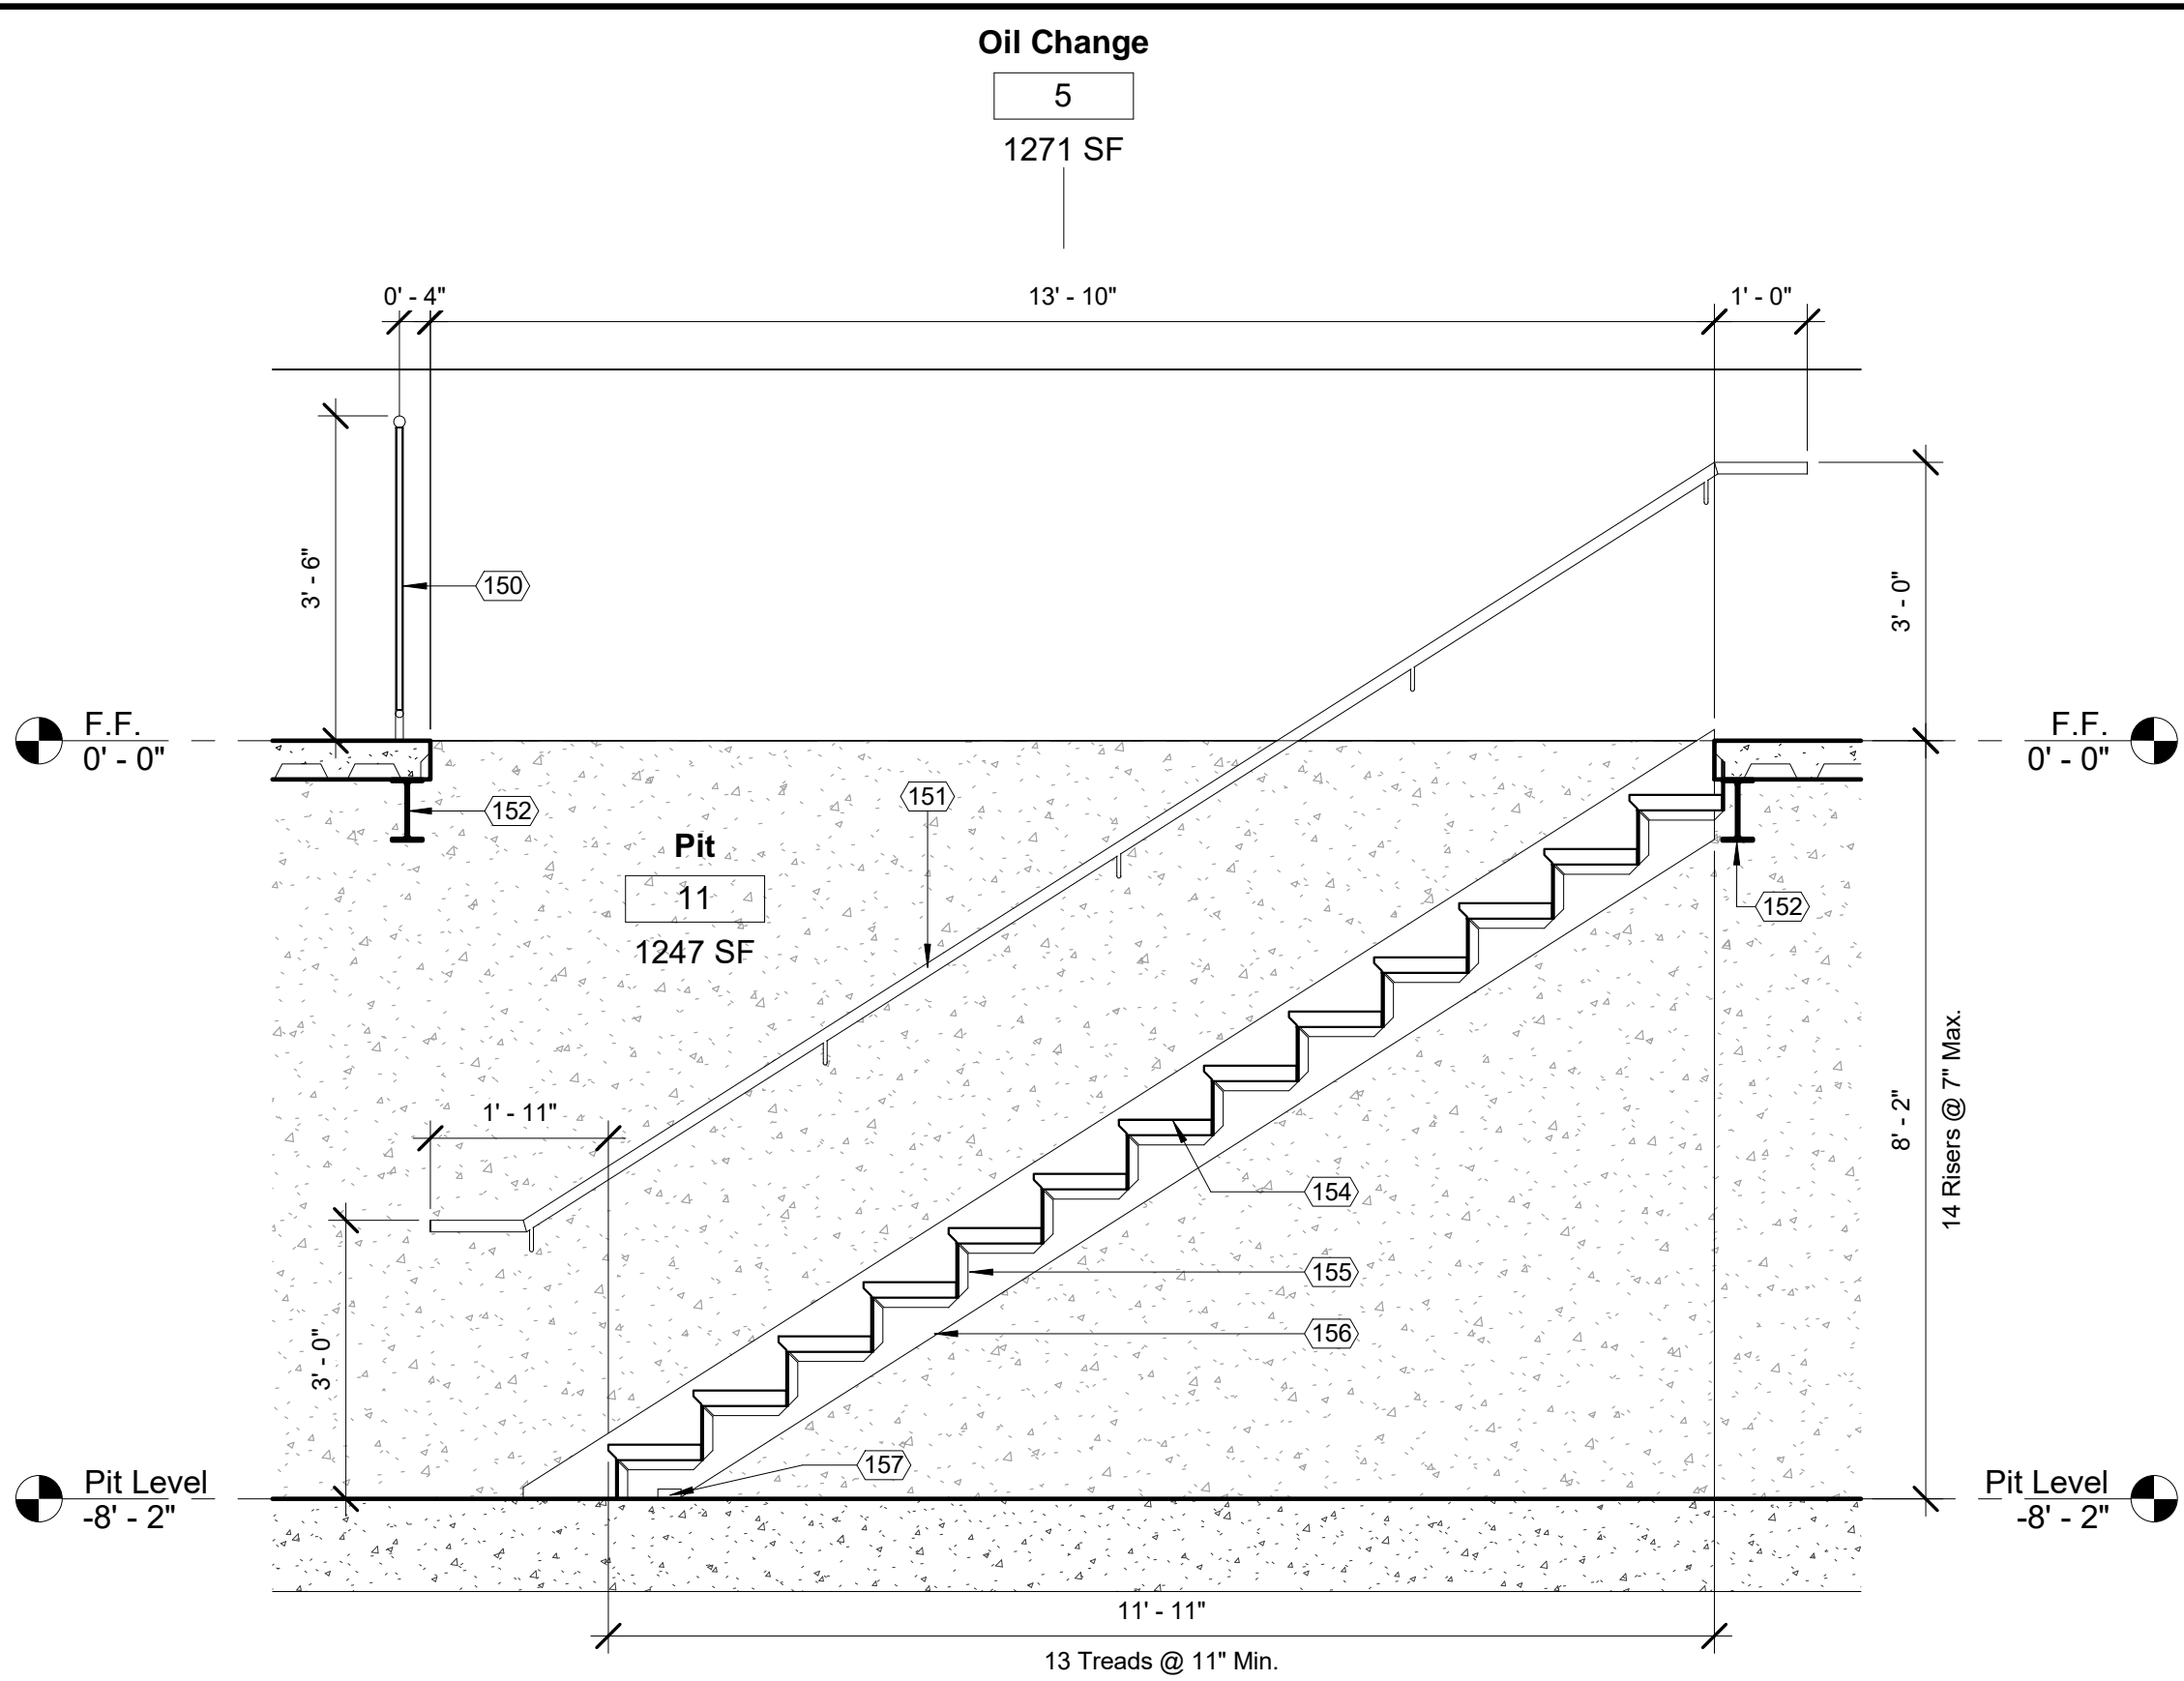 Oil Change
5
1271 SF
0' - 4"
13' - 10"
1' - 0"
3' - 6"
150
3' - 0"
F.F.
0' - 0"
F.F.
0' - 0"
152
151
Pit
11
1247 SF
152
1' - 11"
154
155
156
3' - 0"
8' - 2"
14 Risers @ 7" Max.
157
Pit Level
-8' - 2"
Pit Level
-8' - 2"
11' - 11"
13 Treads @ 11" Min.